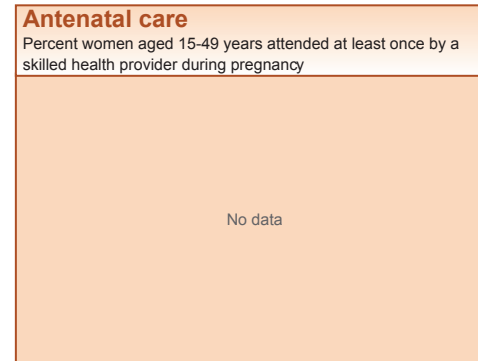 Antenatal care
Percent women aged 15-49 years attended at least once by a
skilled health provider during pregnancy
No data